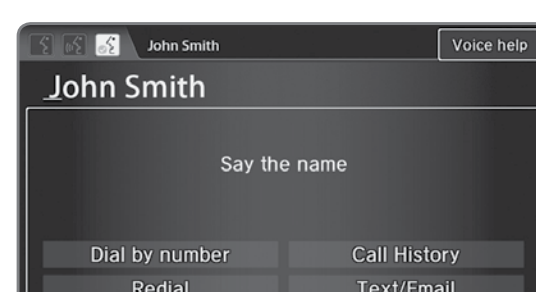 John Smith
Voice help
John Smith
Say the name
Dial by number
Call History
Redial
Text/Email